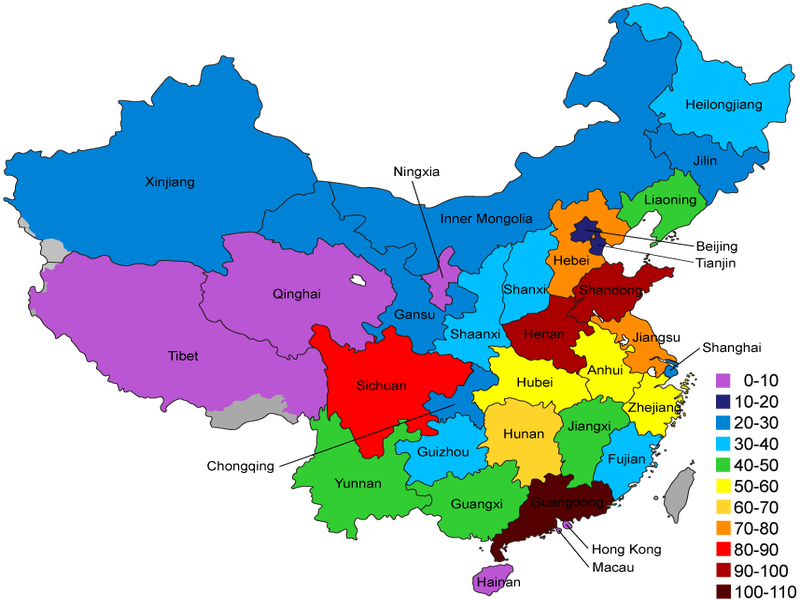 Heilongjiang
Jilin
Ningxia
Xinjiang
Liaoning
Inner Mongolia
Beijing
Tianjin
Hebei
Shanxi
Qinghai
Shandong
Gansu
Shaanxi
Henan
Jiangsu
Shanghai
Tibet
Sichuan
Anhui
Hubei
Zhejiang
Chongqing
Hunan
Jiangxi
Guizhou
Fujian
Yunnan
Guangxi
Guangdong
Hong Kong
Macau
Hainan
0-10
10-20
20-30
30-40
40-50
50-60
60-70
70-80
80-90
90-100
100-110